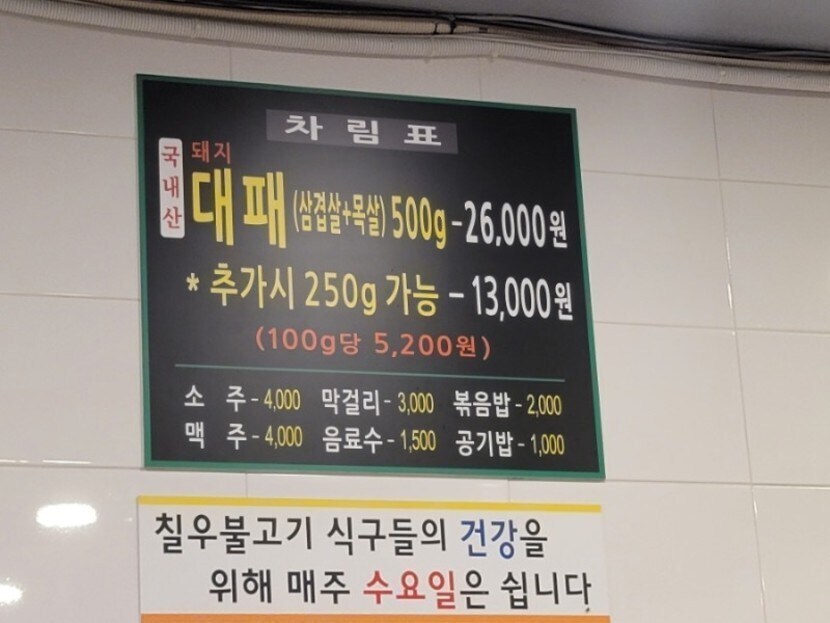 차림표
국내산 돼지
대패 (삼겹살+목살) 500g - 26,000원
* 추가시 250g 가능 - 13,000원
(100g당 5,200원)
소 주 - 4,000 막걸리 - 3,000 볶음밥 - 2,000
맥 주 - 4,000 음료수 - 1,500 공기밥 - 1,000
칠우불고기 식구들의 건강을
위해 매주 수요일은 쉽니다.